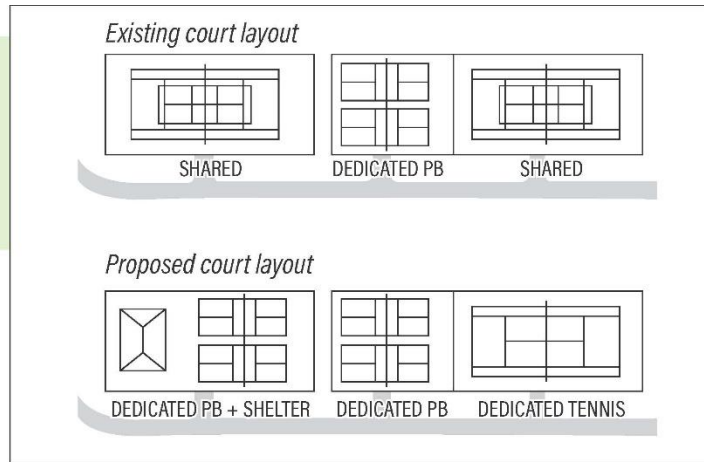 Existing court layout
SHARED
DEDICATED PB
SHARED
Proposed court layout
DEDICATED PB + SHELTER
DEDICATED PB
DEDICATED TENNIS